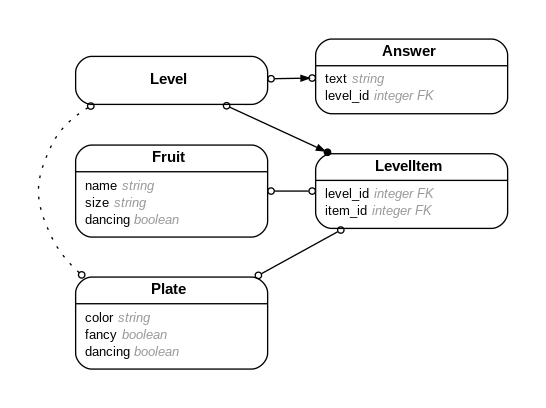 Level
Answer
text string
level_id integer FK
Fruit
name string
size string
dancing boolean
LevelItem
level_id integer FK
item_id integer FK
Plate
color string
fancy boolean
dancing boolean